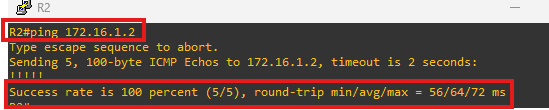 R2
R2#ping 172.16.1.2
Type escape sequence to abort.
Sending 5, 100-byte ICMP Echos to 172.16.1.2, timeout is 2 seconds:
!!!!!
Success rate is 100 percent (5/5), round-trip min/avg/max = 56/64/72 ms
R2#